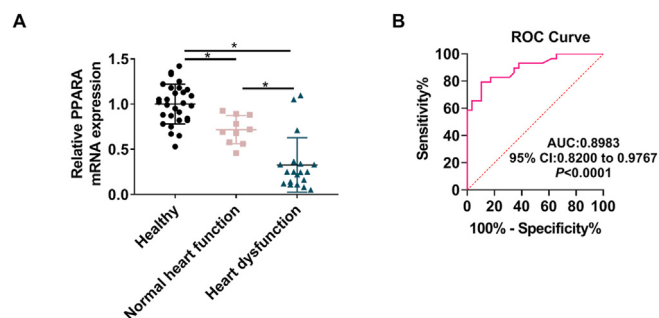 A
Relative PPARA
mRNA expression
1.5
1.0
0.5
0.0
*
*
*
Healthy
Normal heart function
Heart dysfunction
B
ROC Curve
Sensitivity%
100
80
60
40
20
0
AUC:0.8983
95% CI:0.8200 to 0.9767
P<0.0001
0 20 40 60 80 100
100% - Specificity%